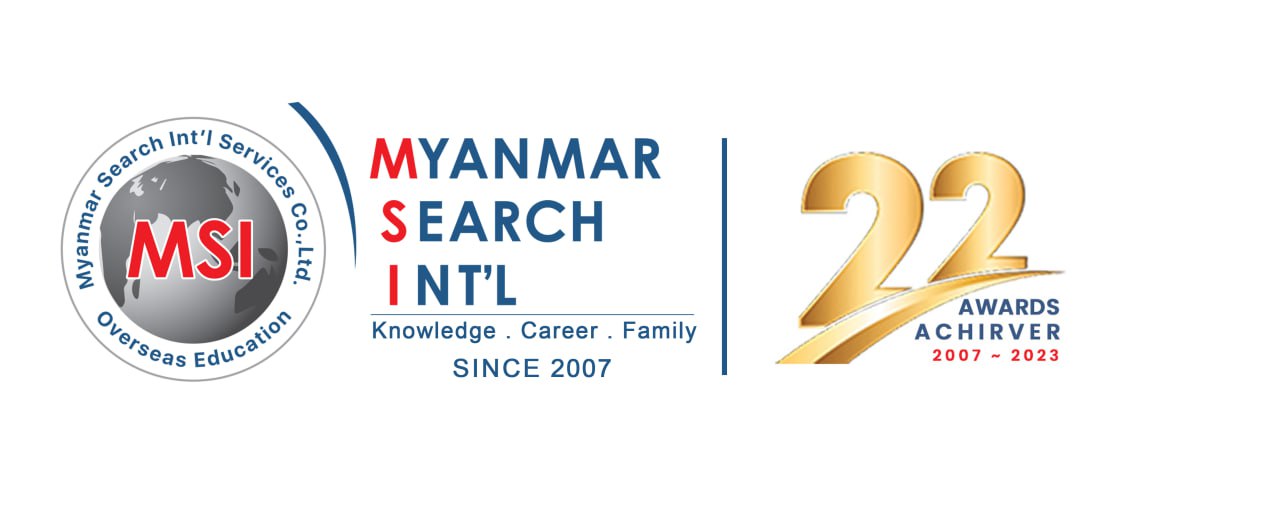 Myanmar Search Int'l Services Co.,Ltd.
MSI
Overseas Education
MYANMAR
SEARCH
INT'L
Knowledge . Career . Family
SINCE 2007
22
AWARDS
ACHIRVER
2007 ~ 2023